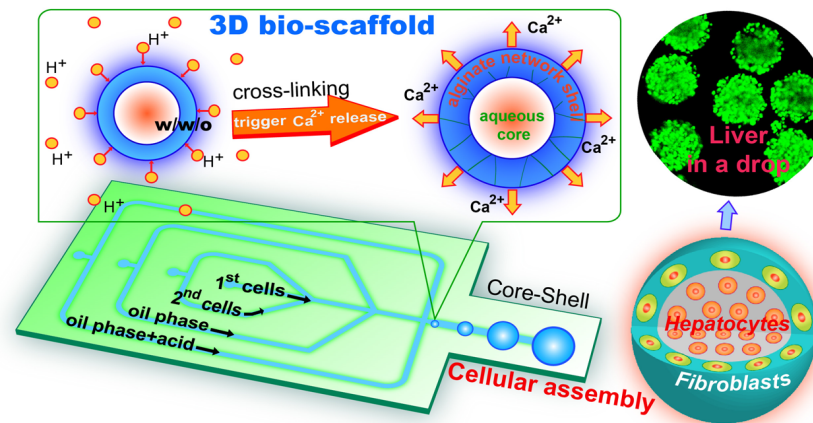 3D bio-scaffold
H⁺
H⁺
H⁺
H⁺
H⁺
w/w/o
cross-linking
trigger Ca²⁺ release
Ca²⁺
Ca²⁺
Ca²⁺
Ca²⁺
Ca²⁺
alginate network shell
aqueous
core
Liver
in a drop
1ˢᵗ cells
2ⁿᵈ cells
oil phase
oil phase+acid
Core-Shell
Cellular assembly
Hepatocytes
Fibroblasts